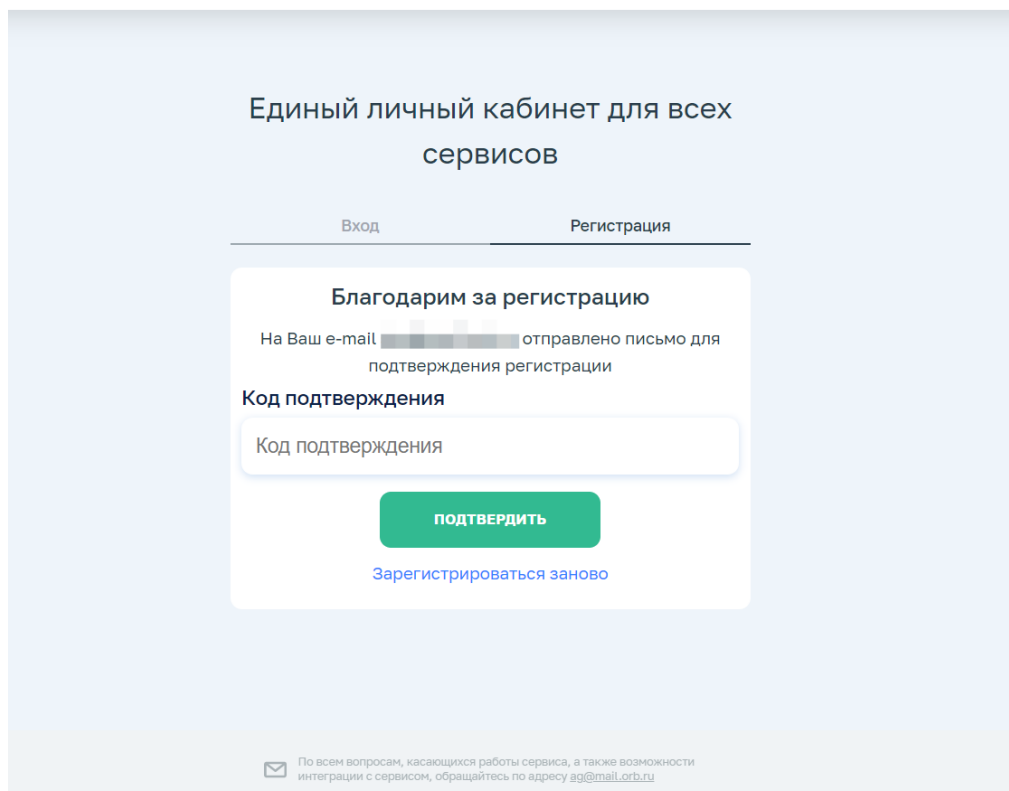 Единый личный кабинет для всех
сервисов
Вход
Регистрация
Благодарим за регистрацию
На Ваш e-mail отправлено письмо для
подтверждения регистрации
Код подтверждения
Код подтверждения
ПОДТВЕРДИТЬ
Зарегистрироваться заново
По всем вопросам, касающихся работы сервиса, а также возможности
интеграции с сервисом, обращайтесь по адресу ag@mail.orb.ru